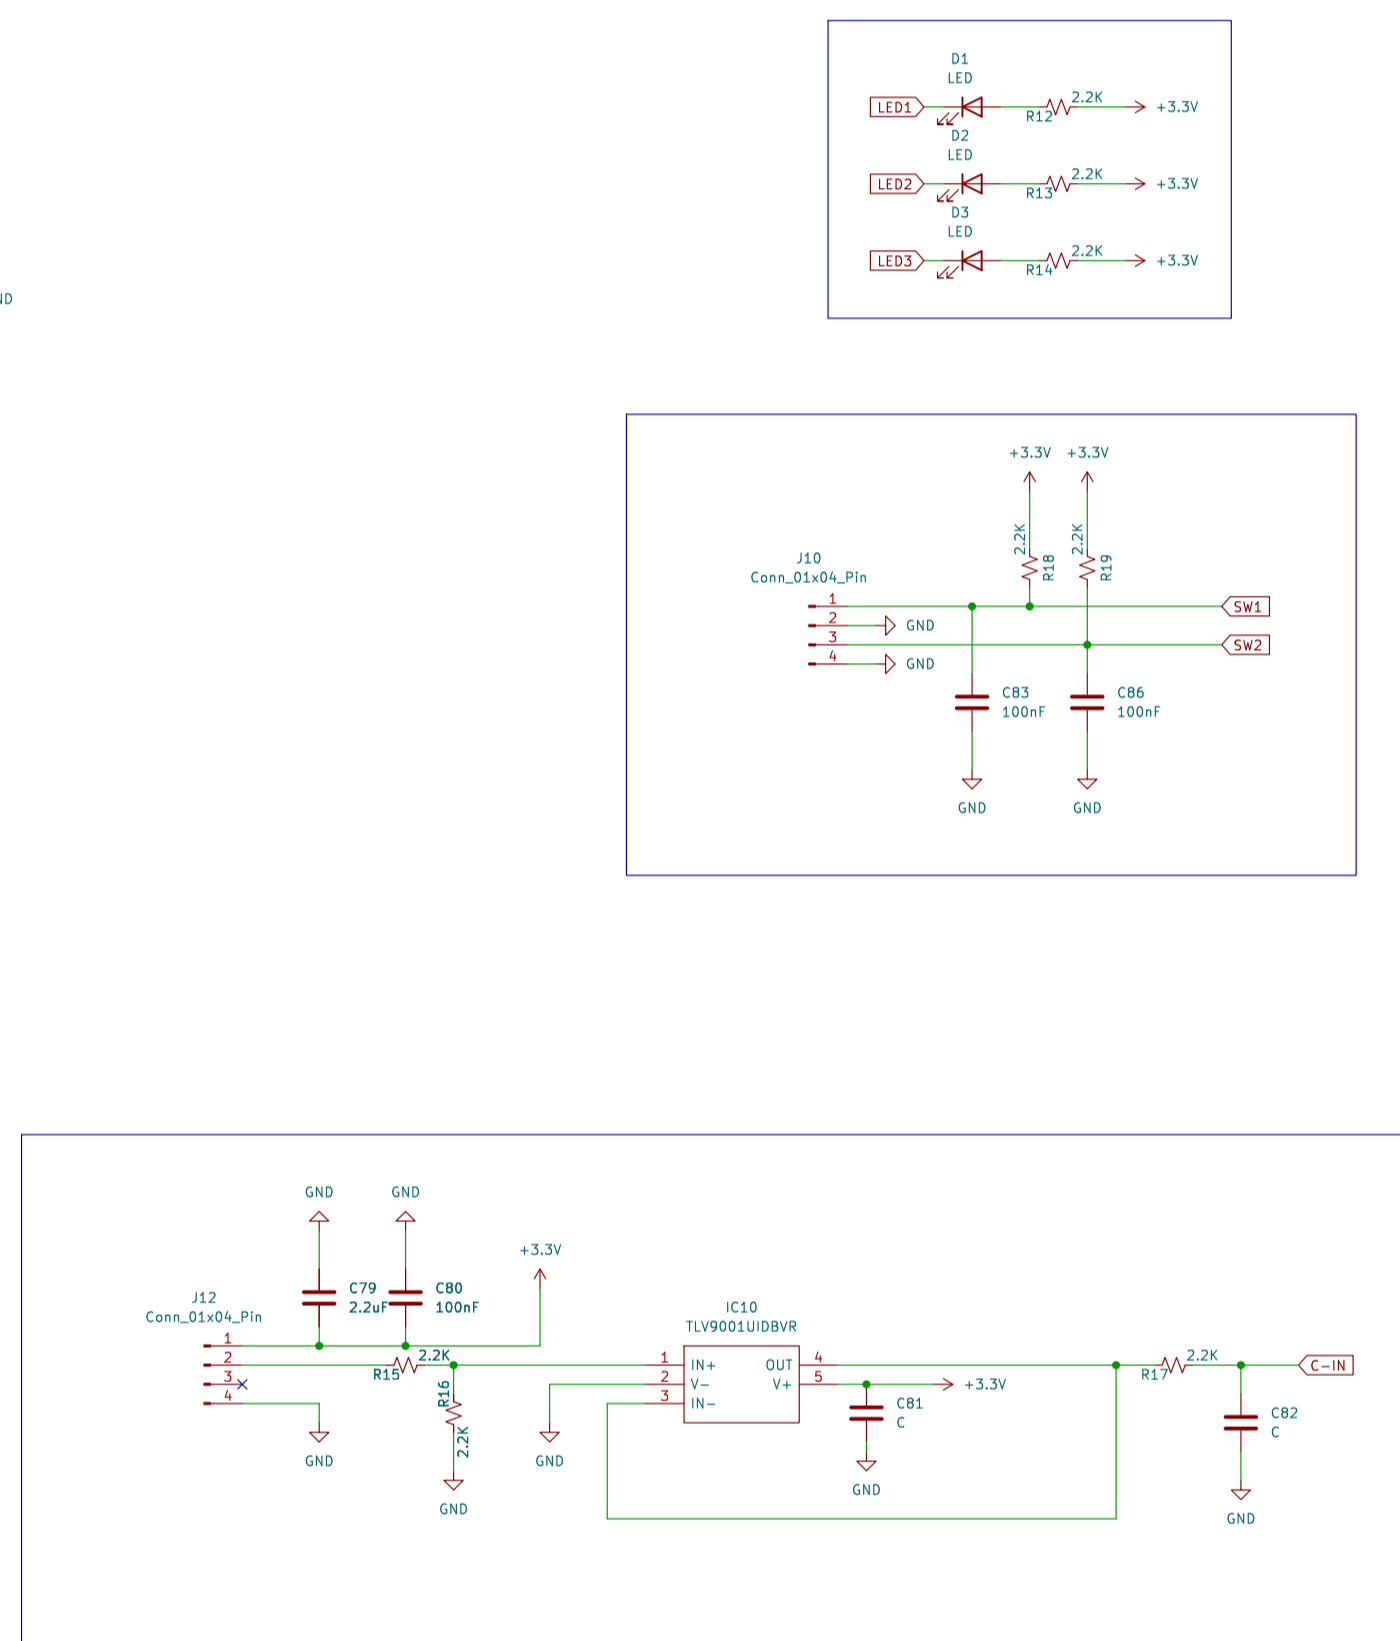 D1
LED
LED1
2.2K
R12
+3.3V
D2
LED
LED2
2.2K
R13
+3.3V
D3
LED
LED3
2.2K
R14
+3.3V
+3.3V
+3.3V
2.2K
R18
2.2K
R19
J10
Conn_01x04_Pin
1
2
3
4
GND
GND
SW1
SW2
C83
100nF
C86
100nF
GND
GND
GND
GND
+3.3V
C79
2.2uF
C80
100nF
J12
Conn_01x04_Pin
1
2
3
4
R15
2.2K
R16
2.2K
GND
GND
GND
IC10
TLV9001UIDBVR
1
2
3
IN+
V-
IN-
OUT
V+
4
5
+3.3V
C81
C
GND
R17
2.2K
C-IN
C82
C
GND